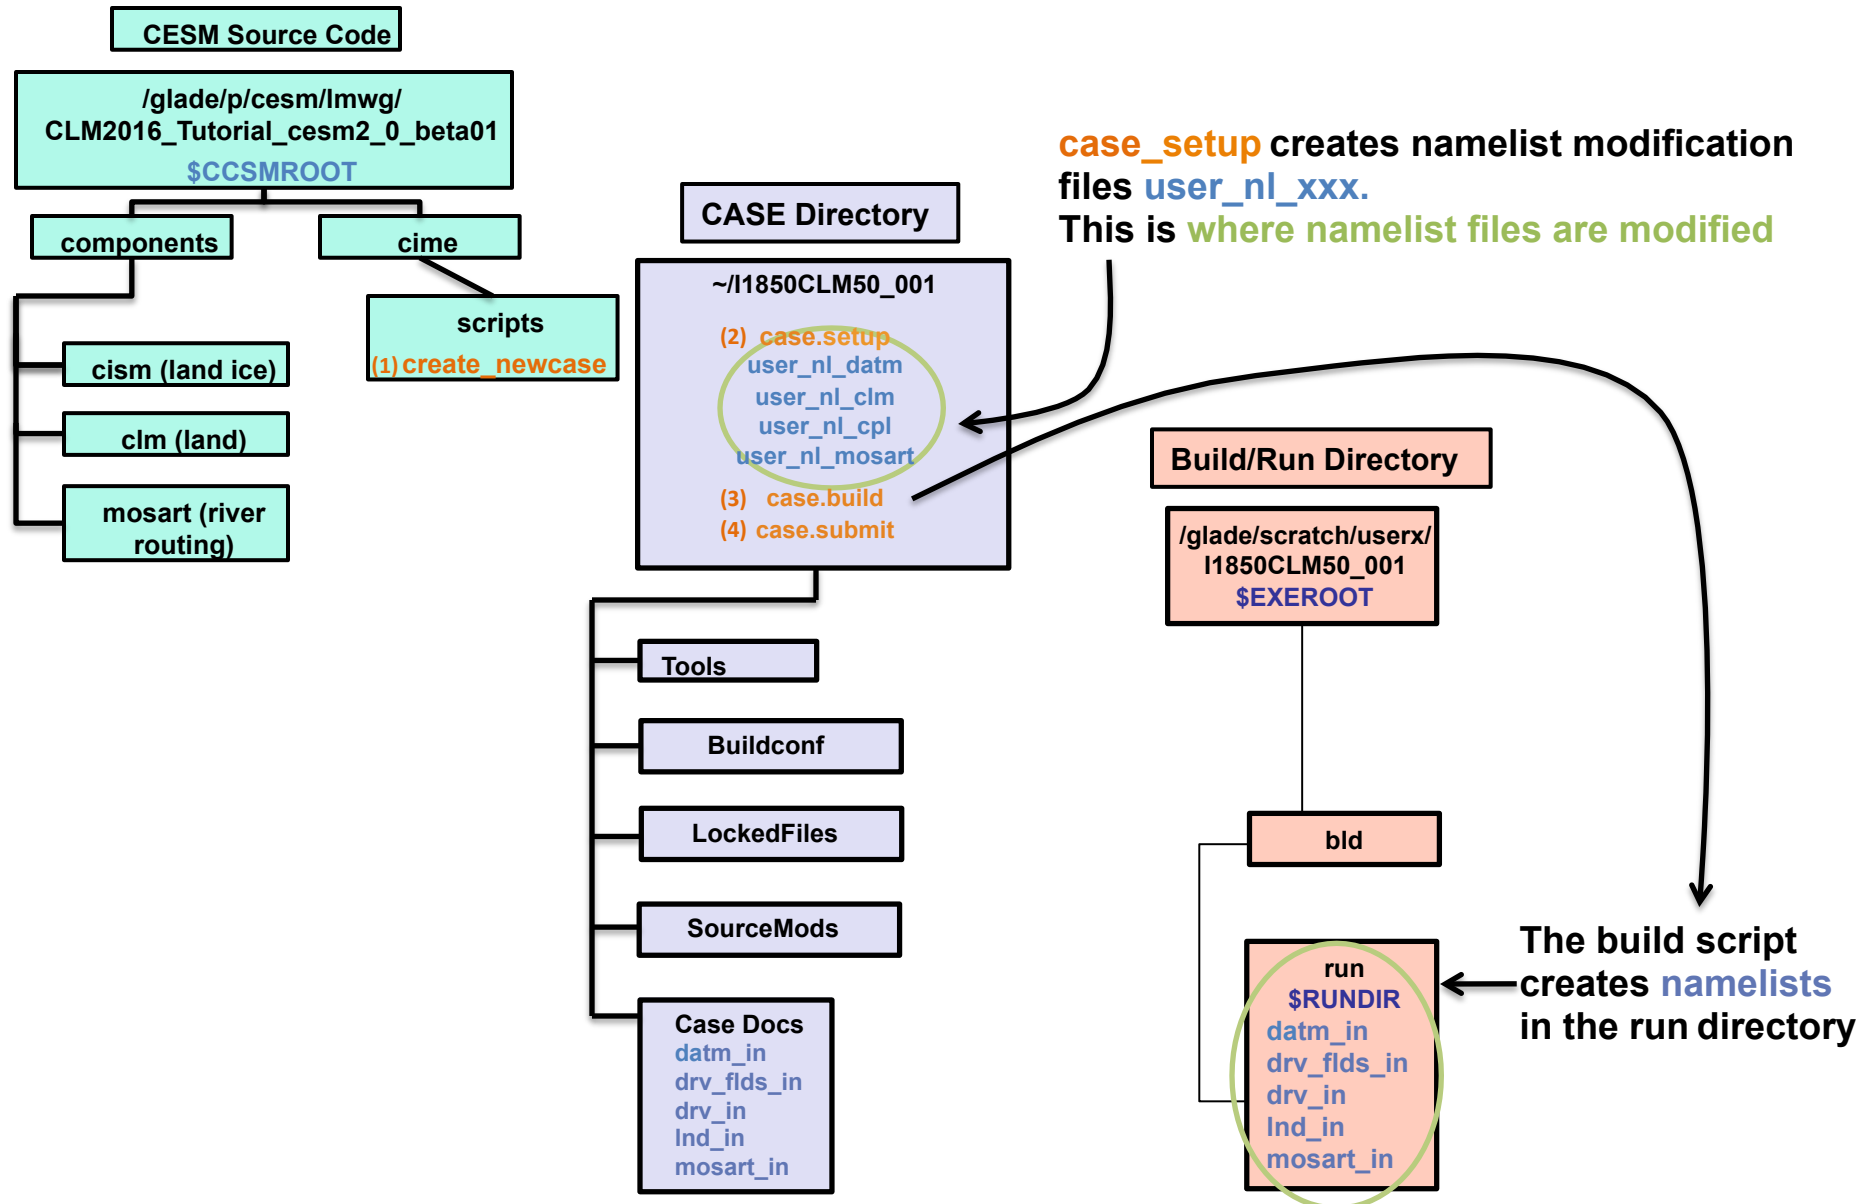 CESM Source Code
/glade/p/cesm/lmwg/
CLM2016_Tutorial_cesm2_0_beta01
$CCSMROOT
components
cime
scripts
(1) create_newcase
cism (land ice)
clm (land)
mosart (river
routing)
CASE Directory
~/I1850CLM50_001
(2) case.setup
user_nl_datm
user_nl_clm
user_nl_cpl
user_nl_mosart
(3) case.build
(4) case.submit
Tools
Buildconf
LockedFiles
SourceMods
Case Docs
datm_in
drv_flds_in
drv_in
lnd_in
mosart_in
case_setup creates namelist modification
files user_nl_xxx.
This is where namelist files are modified
Build/Run Directory
/glade/scratch/userx/
I1850CLM50_001
$EXEROOT
bld
run
$RUNDIR
datm_in
drv_flds_in
drv_in
lnd_in
mosart_in
The build script
creates namelists
in the run directory